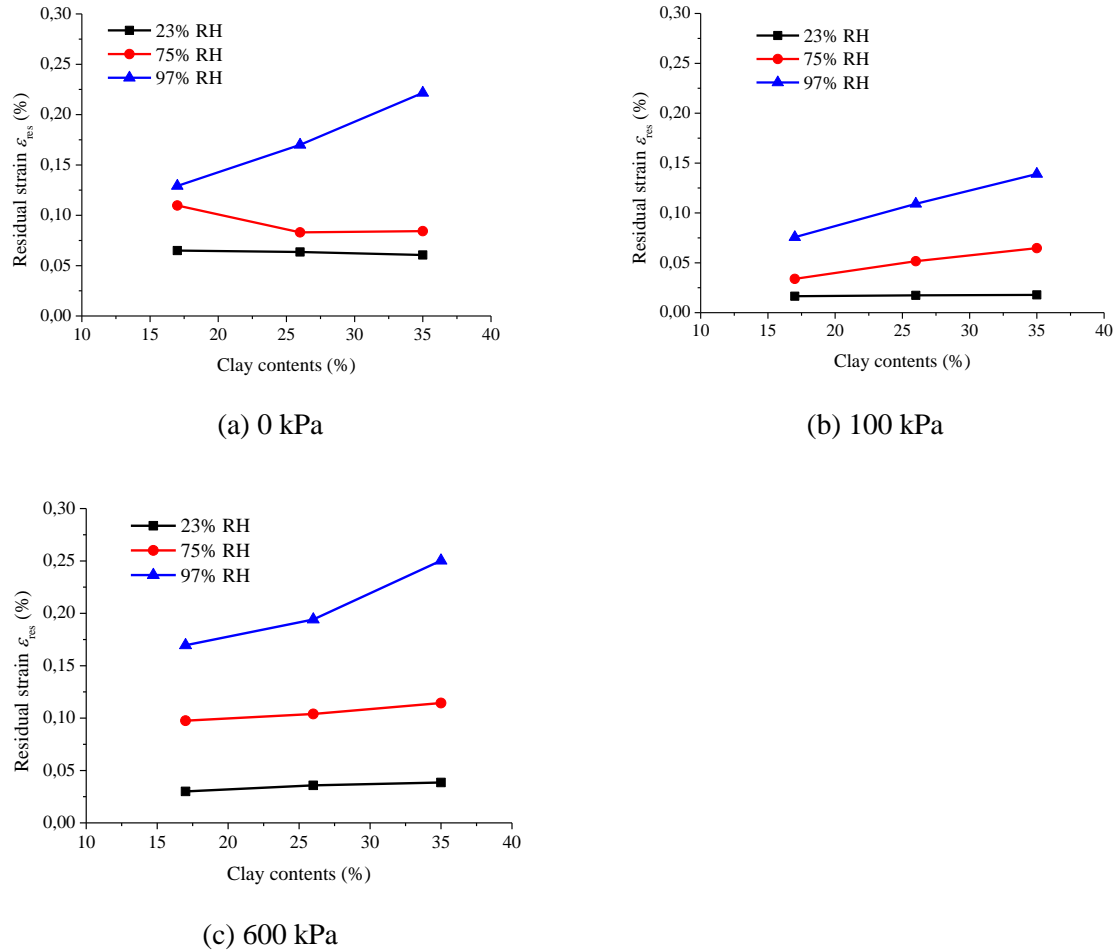 0,30
0,25
0,20
0,15
0,10
0,05
0,00
Residual strain εres (%)
23% RH
75% RH
97% RH
10 15 20 25 30 35 40
Clay contents (%)
(a) 0 kPa
0,30
0,25
0,20
0,15
0,10
0,05
0,00
Residual strain εres (%)
23% RH
75% RH
97% RH
10 15 20 25 30 35 40
Clay contents (%)
(b) 100 kPa
0,30
0,25
0,20
0,15
0,10
0,05
0,00
Residual strain εres (%)
23% RH
75% RH
97% RH
10 15 20 25 30 35 40
Clay contents (%)
(c) 600 kPa